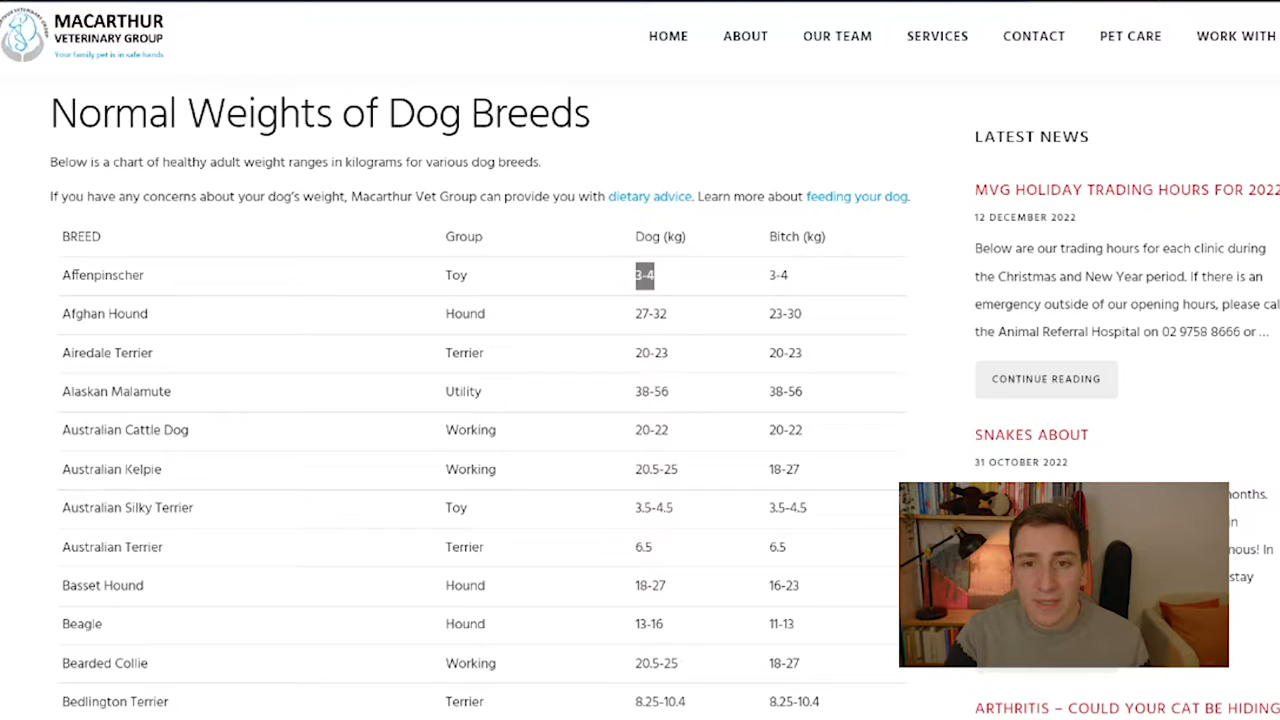 MACARTHUR
VETERINARY GROUP
Your family pet is in safe hands
HOME ABOUT OUR TEAM SERVICES CONTACT PET CARE WORK WITH
Normal Weights of Dog Breeds
Below is a chart of healthy adult weight ranges in kilograms for various dog breeds.
If you have any concerns about your dog's weight, Macarthur Vet Group can provide you with dietary advice. Learn more about feeding your dog.
BREED Group Dog (kg) Bitch (kg)
Affenpinscher Toy 3-4 3-4
Afghan Hound Hound 27-32 23-30
Airedale Terrier Terrier 20-23 20-23
Alaskan Malamute Utility 38-56 38-56
Australian Cattle Dog Working 20-22 20-22
Australian Kelpie Working 20.5-25 18-27
Australian Silky Terrier Toy 3.5-4.5 3.5-4.5
Australian Terrier Terrier 6.5 6.5
Basset Hound Hound 18-27 16-23
Beagle Hound 13-16 11-13
Bearded Collie Working 20.5-25 18-27
Bedlington Terrier Terrier 8.25-10.4 8.25-10.4
LATEST NEWS
MVG HOLIDAY TRADING HOURS FOR 2022
12 DECEMBER 2022
Below are our trading hours for each clinic during
the Christmas and New Year period. If there is an
emergency outside of our opening hours, please cal
the Animal Referral Hospital on 02 9758 8666 or ...
CONTINUE READING
SNAKES ABOUT
31 OCTOBER 2022
nonths.
in
nous! In
stay
ARTHRITIS – COULD YOUR CAT BE HIDING